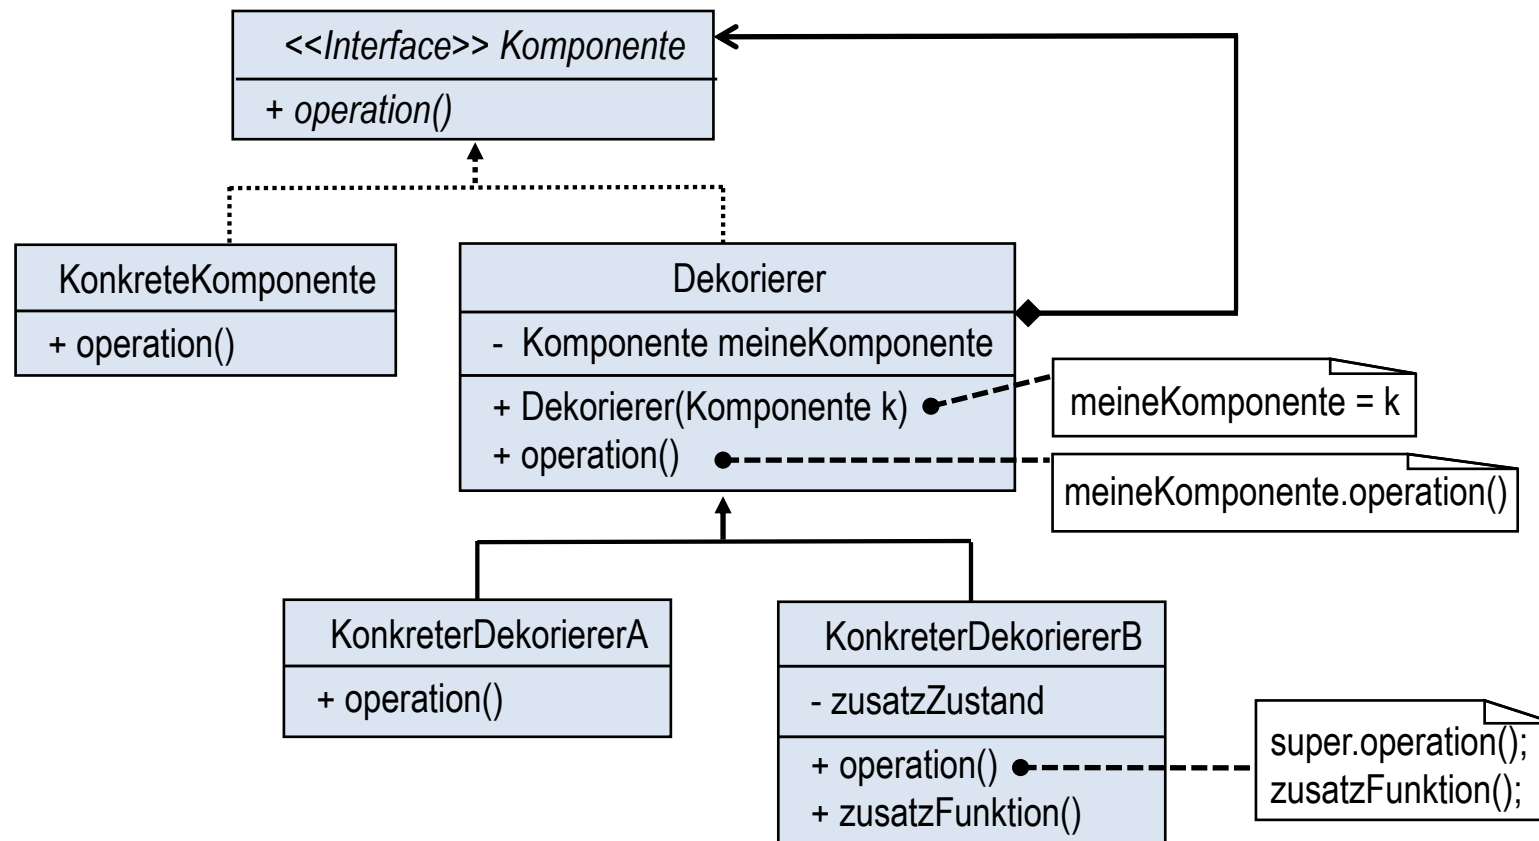 <<Interface>> Komponente
+ operation()
KonkreteKomponente
+ operation()
Dekorierer
- Komponente meineKomponente
+ Dekorierer(Komponente k)
+ operation()
meineKomponente = k
meineKomponente.operation()
KonkreterDekoriererA
+ operation()
KonkreterDekoriererB
- zusatzZustand
+ operation()
+ zusatzFunktion()
super.operation();
zusatzFunktion();